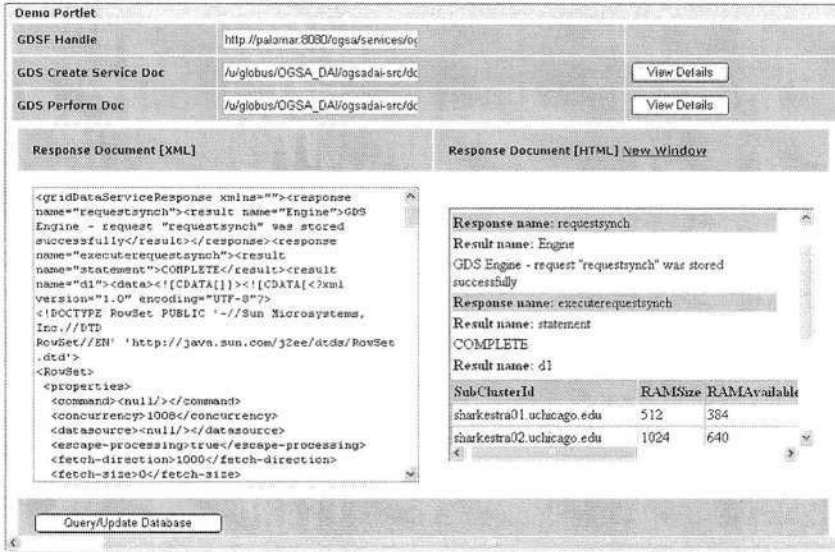 Demo Portlet
GDSF Handle
http://palomar:8080/ogsa/services/og
GDS Create Service Doc
/u/globus/OGSA_DAI/ogsadai-src/dc
View Details
GDS Perform Doc
/u/globus/OGSA_DAI/ogsadai-src/dc
View Details
Response Document [XML]
Response Document [HTML] New Window
<gridDataServiceResponse xmlns=""><response
name="requestsynch"><result name="Engine">GDS
Engine - request "requestsynch" was stored
successfully</result></response><response
name="executerequestsynch"><result
name="statement">COMPLETE</result><result
name="d1"><data><![CDATA[]]><![CDATA[<?xml
version="1.0" encoding="UTF-8"?>
<!DOCTYPE RowSet PUBLIC '-//Sun Microsystems,
Inc.//DTD
RowSet//EN' 'http://java.sun.com/j2ee/dtds/RowSet
.dtd'>
<RowSet>
<properties>
<command><null/></command>
<concurrency>1008</concurrency>
<datasource><null/></datasource>
<escape-processing>true</escape-processing>
<fetch-direction>1000</fetch-direction>
<fetch-size>0</fetch-size>
Response name: requestsynch
Result name: Engine
GDS Engine - request "requestsynch" was stored
successfully
Response name: executerequestsynch
Result name: statement
COMPLETE
Result name: d1
SubClusterId RAMSize RAMAvailable
sharkestra01.uchicago.edu 512 384
sharkestra02.uchicago.edu 1024 640
Query/Update Database